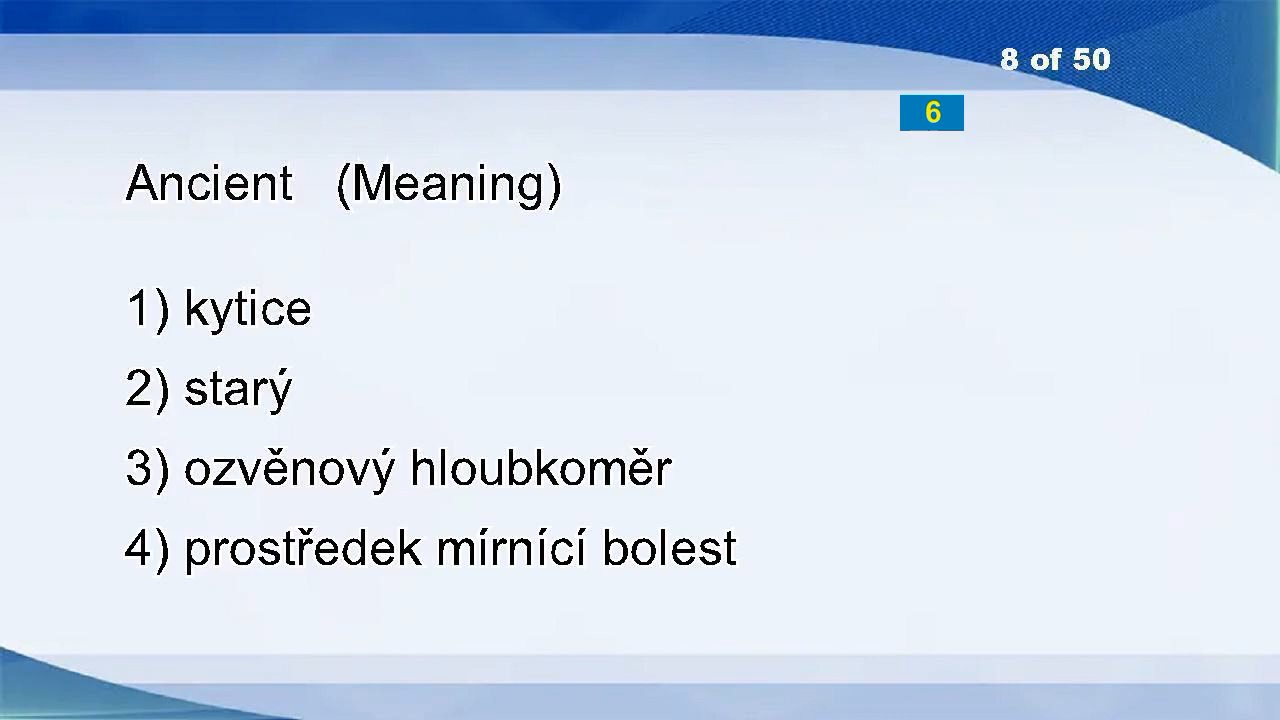 8 of 50
6
Ancient (Meaning)
1) kytice
2) starý
3) ozvěnový hloubkoměr
4) prostředek mírnící bolest